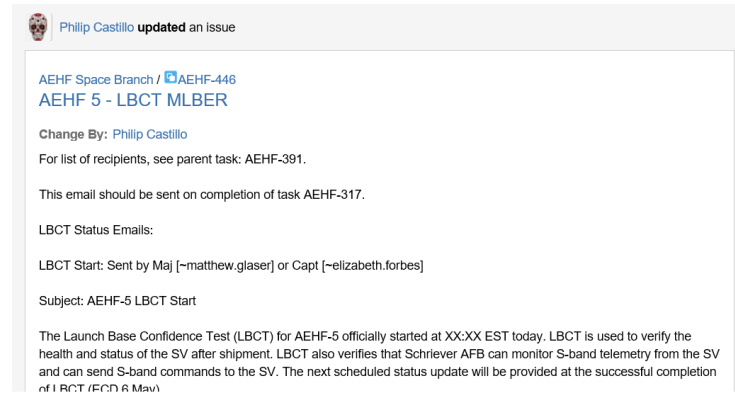 Philip Castillo updated an issue
AEHF Space Branch / AEHF-446
AEHF 5 - LBCT MLBER
Change By: Philip Castillo
For list of recipients, see parent task: AEHF-391.
This email should be sent on completion of task AEHF-317.
LBCT Status Emails:
LBCT Start: Sent by Maj [~matthew.glaser] or Capt [~elizabeth.forbes]
Subject: AEHF-5 LBCT Start
The Launch Base Confidence Test (LBCT) for AEHF-5 officially started at XX:XX EST today. LBCT is used to verify the
health and status of the SV after shipment. LBCT also verifies that Schriever AFB can monitor S-band telemetry from the SV
and can send S-band commands to the SV. The next scheduled status update will be provided at the successful completion
of LBCT (ECD 6 May)